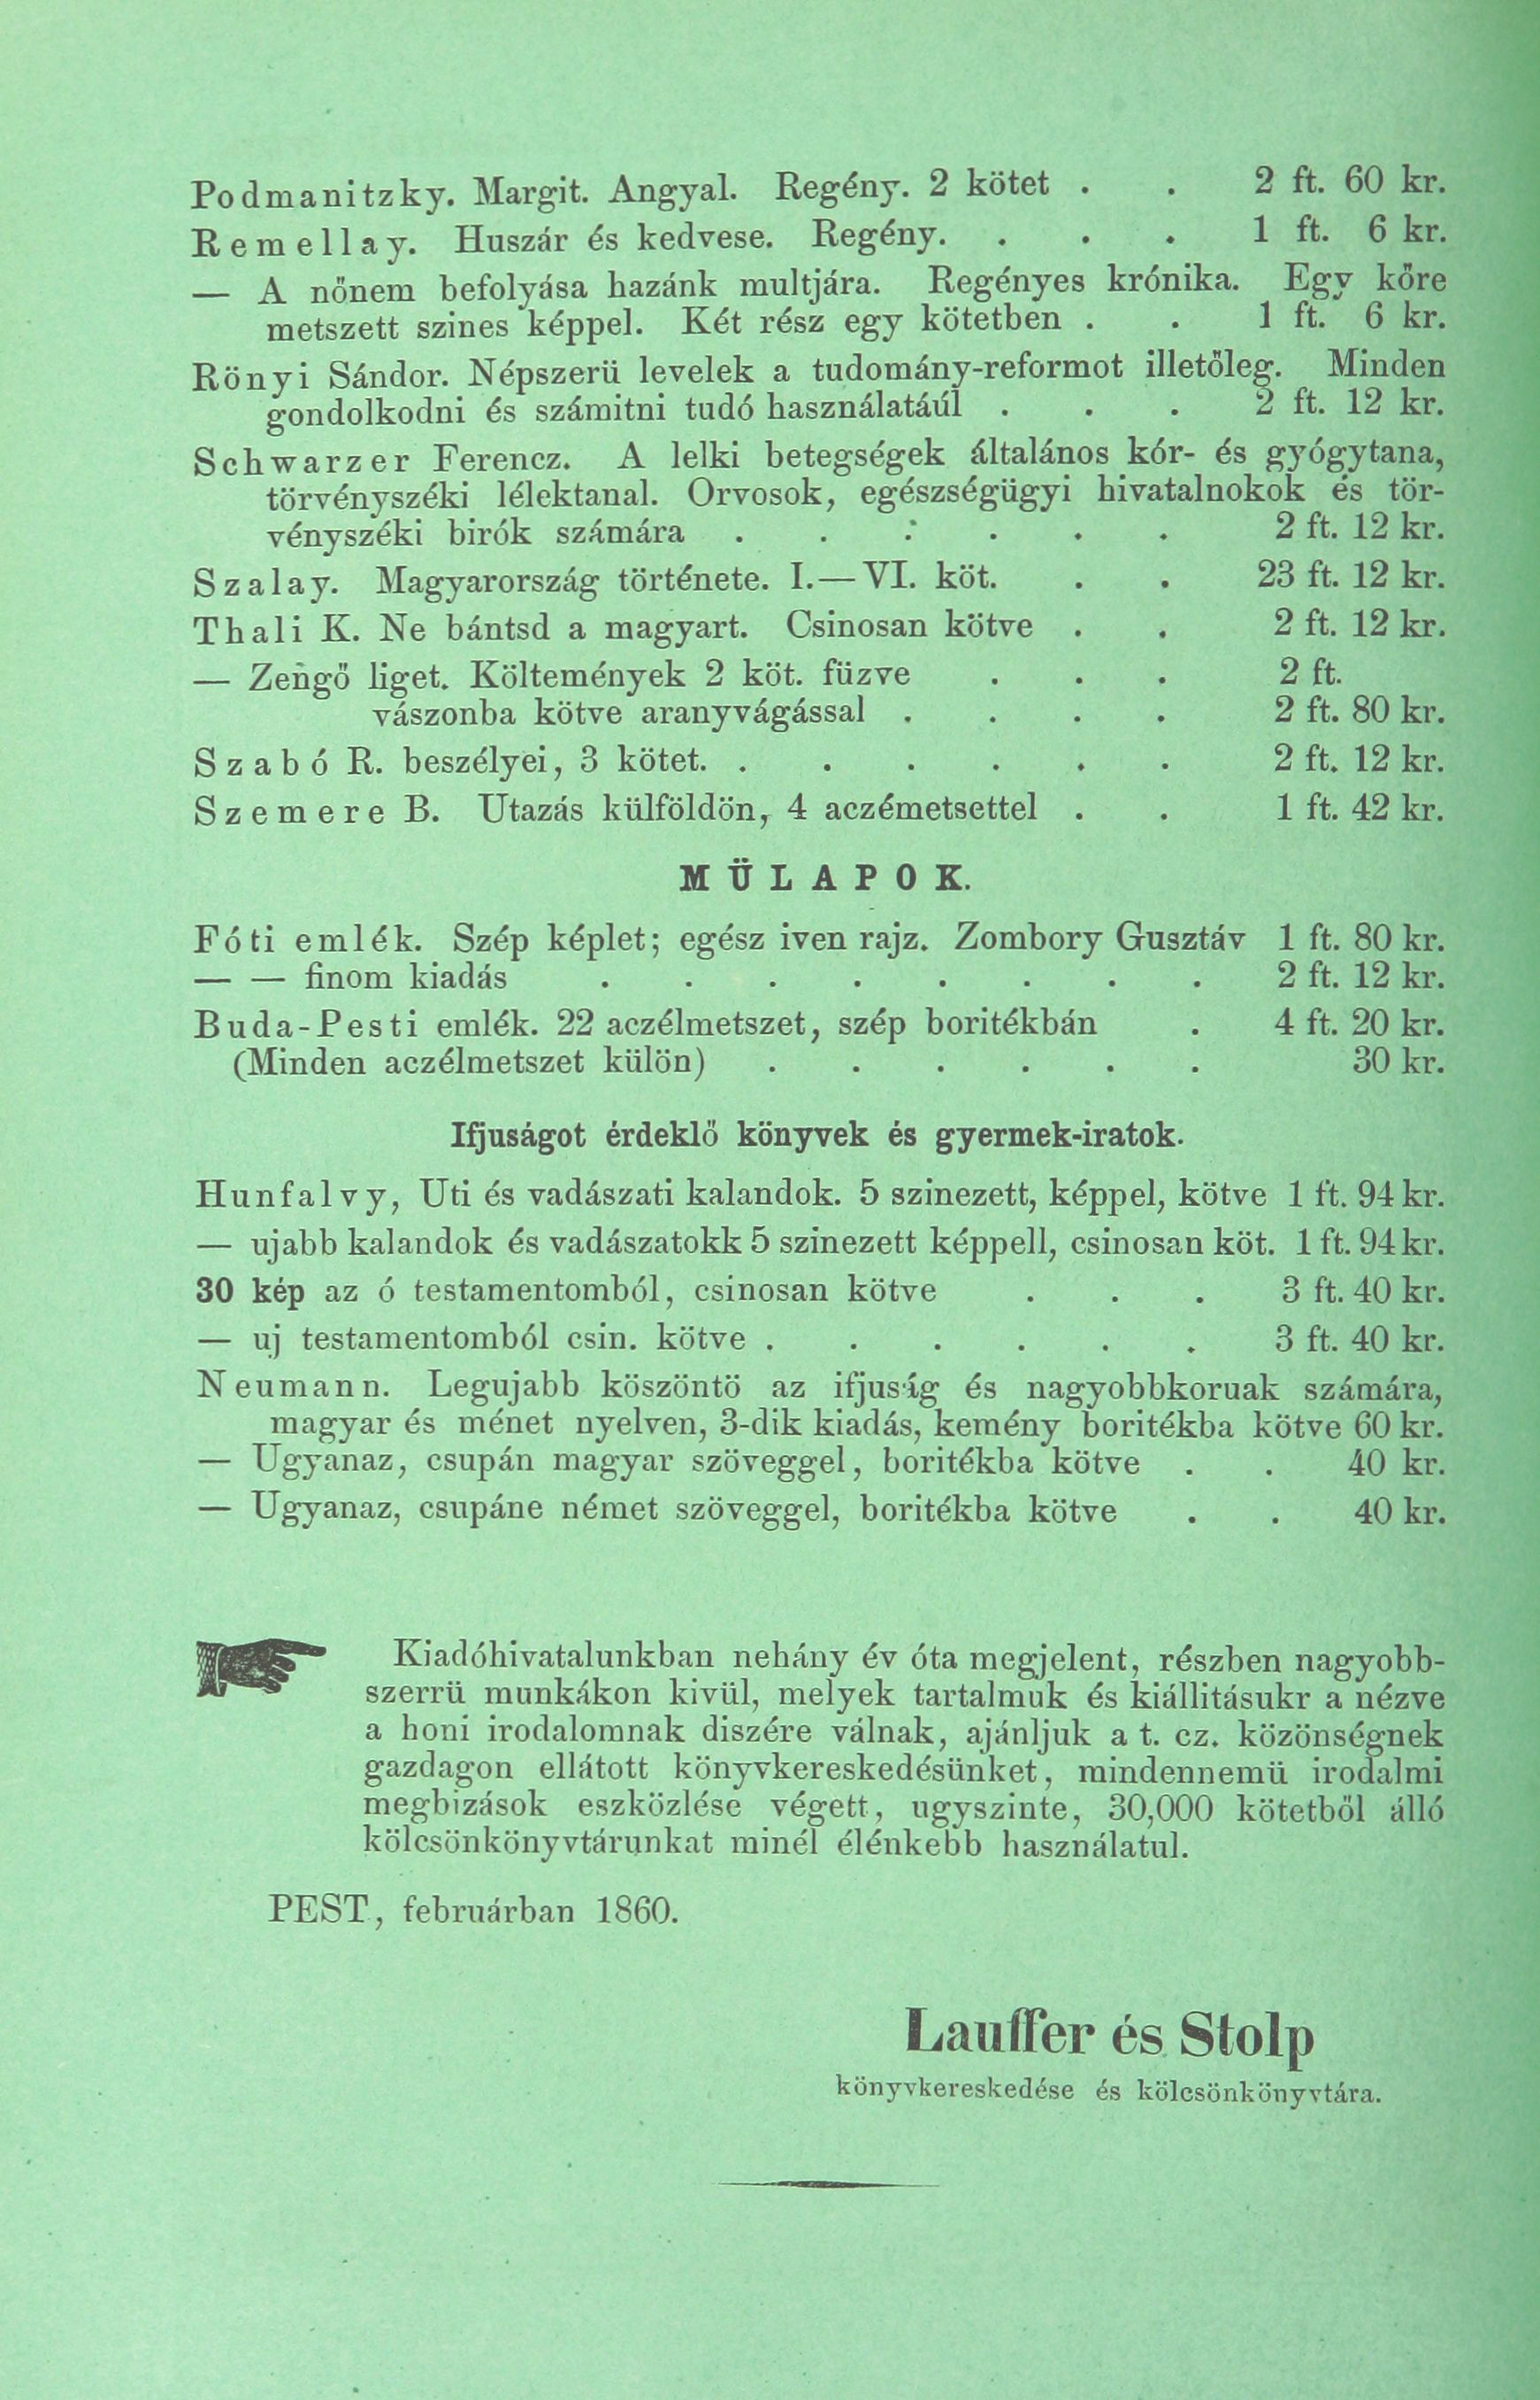 Podmanitzky. Margit. Angyal. Regény. 2 kötet . . 2 ft. 60 kr.
Remellay. Huszár és kedvese. Regény. . . . 1 ft. 6 kr.
— A nőnem befolyása hazánk multjára. Regényes krónika. Egy kőre
metszett szines képpel. Két rész egy kötetben . . 1 ft. 6 kr.
Rönyi Sándor. Népszerü levelek a tudomány-reformot illetőleg. Minden
gondolkodni és számitni tudó használatáúl . . . 2 ft. 12 kr.
Schwarzer Ferencz. A lelki betegségek általános kór- és gyógytana,
törvényszéki lélektanal. Orvosok, egészségügyi hivatalnokok és tör-
vényszéki birók számára . . . . . . 2 ft. 12 kr.
Szalay. Magyarország története. I.—VI. köt. . . 23 ft. 12 kr.
Thali K. Ne bántsd a magyart. Csinosan kötve . . 2 ft. 12 kr.
— Zengő liget. Költemények 2 köt. füzve . . . 2 ft.
vászonba kötve aranyvágással . . . . 2 ft. 80 kr.
Szabó R. beszélyei, 3 kötet. . . . . . . 2 ft. 12 kr.
Szemere B. Utazás külföldön, 4 aczémetsettel . . 1 ft. 42 kr.
MŰLAPOK.
Fóti emlék. Szép képlet; egész iven rajz. Zombory Gusztáv 1 ft. 80 kr.
— — finom kiadás . . . . . . . . 2 ft. 12 kr.
Buda-Pesti emlék. 22 aczélmetszet, szép boritékbán . 4 ft. 20 kr.
(Minden aczélmetszet külön) . . . . . . 30 kr.
Ifjuságot érdeklő könyvek és gyermek-iratok.
Hunfalvy, Uti és vadászati kalandok. 5 szinezett, képpel, kötve 1 ft. 94 kr.
— ujabb kalandok és vadászatokk 5 szinezett képpell, csinosan köt. 1 ft. 94 kr.
30 kép az ó testamentomból, csinosan kötve . . . 3 ft. 40 kr.
— uj testamentomból csin. kötve . . . . . . 3 ft. 40 kr.
Neumann. Legujabb köszöntö az ifjuság és nagyobbkoruak számára,
magyar és ménet nyelven, 3-dik kiadás, kemény boritékba kötve 60 kr.
— Ugyanaz, csupán magyar szöveggel, boritékba kötve . . 40 kr.
— Ugyanaz, csupáne német szöveggel, boritékba kötve . . 40 kr.
Kiadóhivatalunkban nehány év óta megjelent, részben nagyobb-
szerrü munkákon kivül, melyek tartalmuk és kiállitásukr a nézve
a honi irodalomnak diszére válnak, ajánljuk a t. cz. közönségnek
gazdagon ellátott könyvkereskedésünket, mindennemü irodalmi
megbizások eszközlése végett, ugyszinte, 30,000 kötetből álló
kölcsönkönyvtárunkat minél élénkebb használatul.
PEST, februárban 1860.
Lauffer és Stolp
könyvkereskedése és kölcsönkönyvtára.